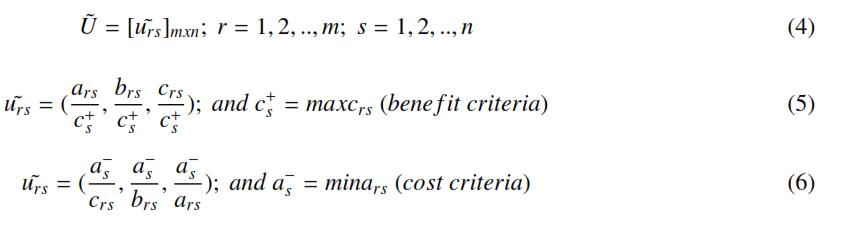 Ũ = [ũ_rs]_mxn; r = 1, 2, .., m; s = 1, 2, .., n (4)
ũ_rs = (a_rs/c_s^+, b_rs/c_s^+, c_rs/c_s^+); and c_s^+ = maxc_rs (benefit criteria) (5)
ũ_rs = (a_s^-/c_rs, a_s^-/b_rs, a_s^-/a_rs); and a_s^- = mina_rs (cost criteria) (6)